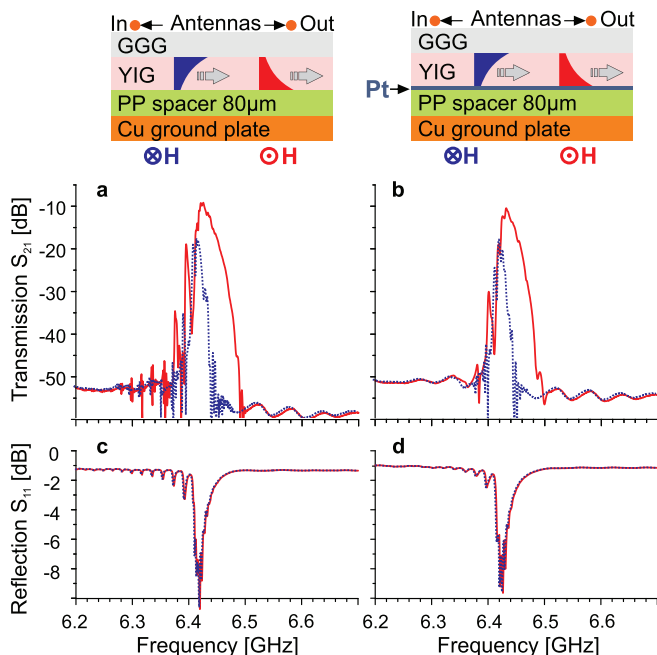 In Antennas Out
GGG
YIG
PP spacer 80µm
Cu ground plate
⊗H ⊙H
In Antennas Out
GGG
YIG
Pt
PP spacer 80µm
Cu ground plate
⊗H ⊙H
a
b
Transmission S21 [dB]
-10
-20
-30
-40
-50
c
d
Reflection S11 [dB]
0
-2
-4
-6
-8
6.2 6.3 6.4 6.5 6.6
6.2 6.3 6.4 6.5 6.6
Frequency [GHz]
Frequency [GHz]